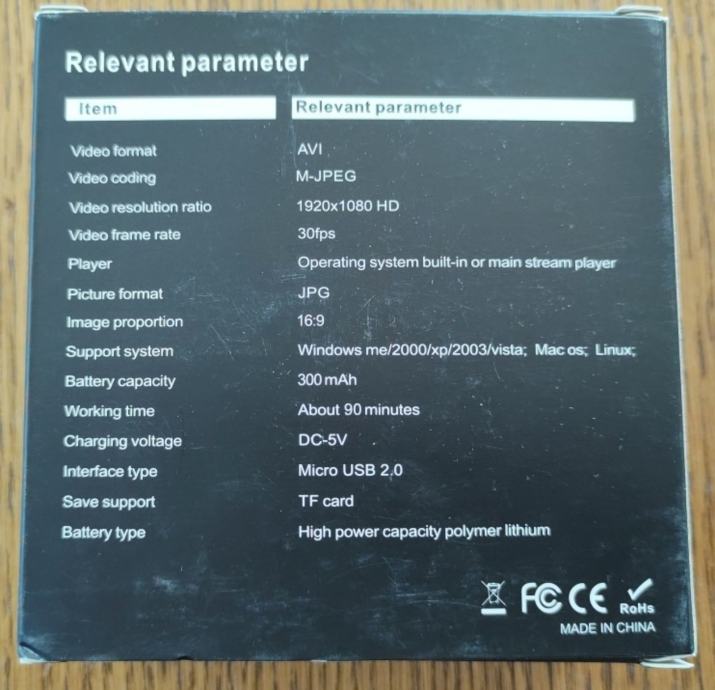 Relevant parameter
Item Relevant parameter
Video format AVI
Video coding M-JPEG
Video resolution ratio 1920x1080 HD
Video frame rate 30fps
Player Operating system built-in or main stream player
Picture format JPG
Image proportion 16:9
Support system Windows me/2000/xp/2003/vista; Mac os; Linux;
Battery capacity 300 mAh
Working time About 90 minutes
Charging voltage DC-5V
Interface type Micro USB 2.0
Save support TF card
Battery type High power capacity polymer lithium
FC CE RoHs
MADE IN CHINA